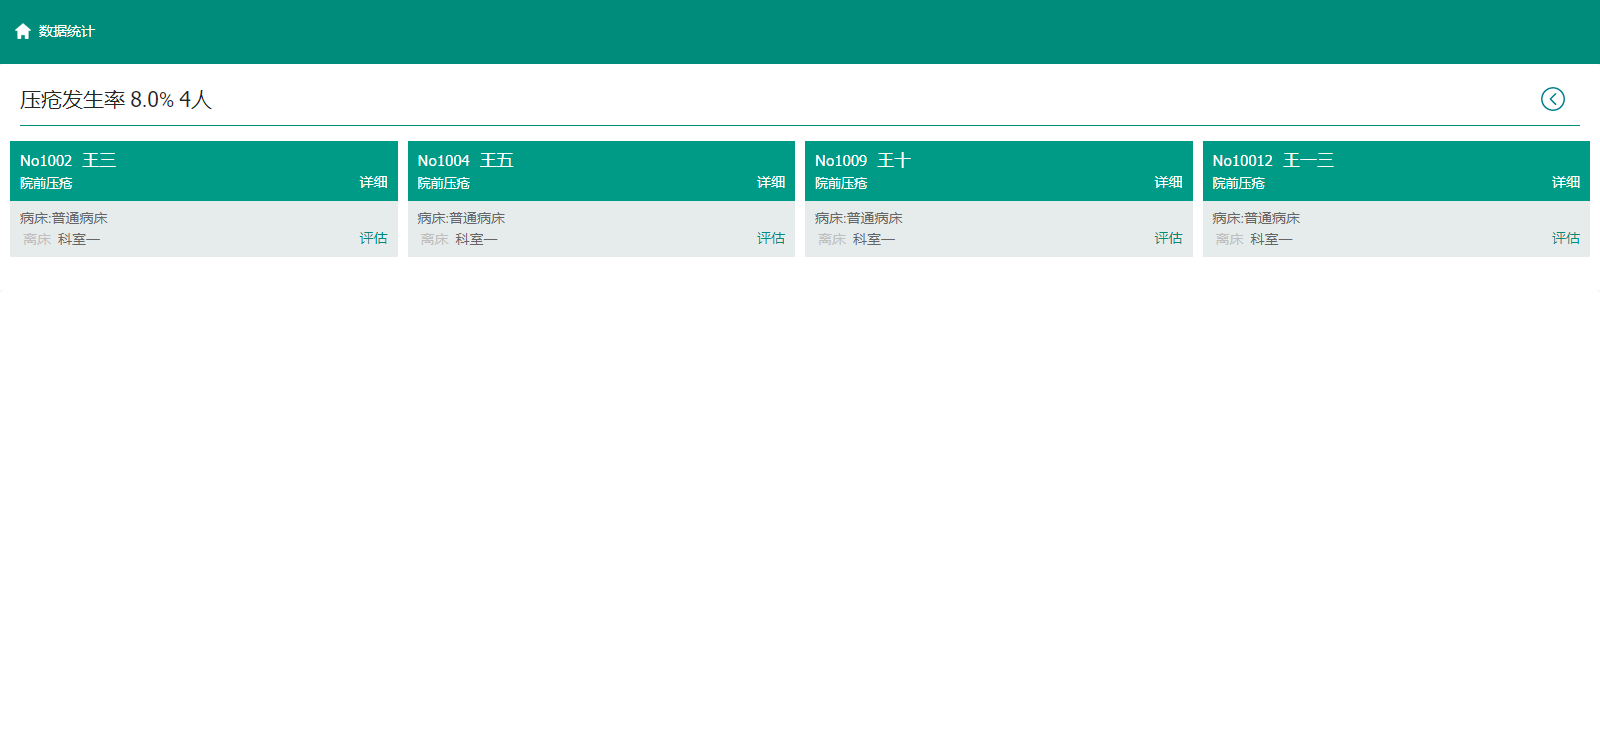 数据统计
压疮发生率 8.0% 4人
No1002 王三
院前压疮 详细
病床:普通病床
离床 科室一 评估
No1004 王五
院前压疮 详细
病床:普通病床
离床 科室一 评估
No1009 王十
院前压疮 详细
病床:普通病床
离床 科室一 评估
No10012 王一三
院前压疮 详细
病床:普通病床
离床 科室一 评估